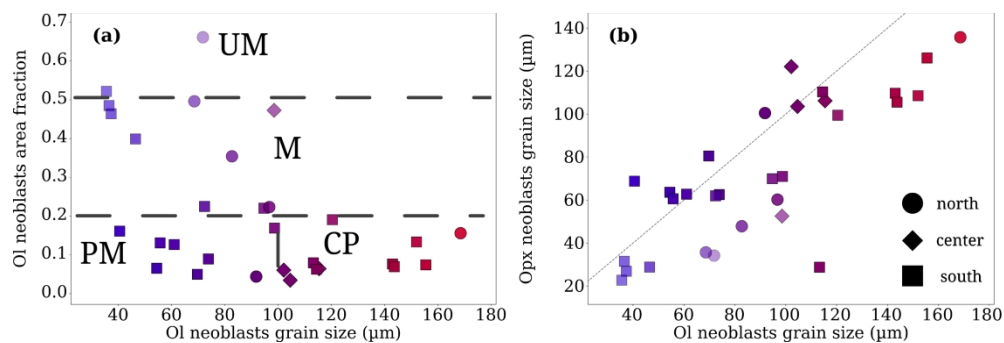 (a)
UM
M
PM
CP
Ol neoblasts area fraction
0.7
0.6
0.5
0.4
0.3
0.2
0.1
0.0
40 60 80 100 120 140 160 180
Ol neoblasts grain size (μm)
(b)
Opx neoblasts grain size (μm)
140
120
100
80
60
40
20
north
center
south
40 60 80 100 120 140 160 180
Ol neoblasts grain size (μm)